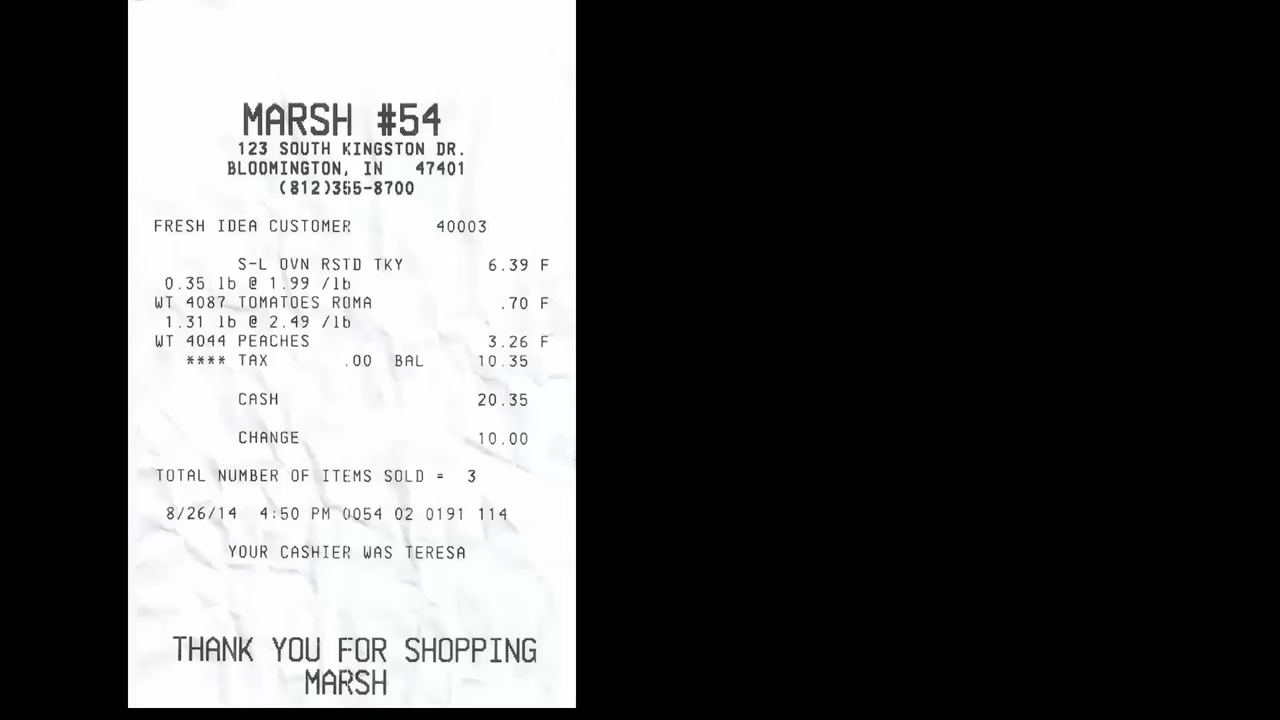 MARSH #54
123 SOUTH KINGSTON DR.
BLOOMINGTON, IN 47401
(812)355-8700
FRESH IDEA CUSTOMER 40003
S-L OVN RSTD TKY 6.39 F
0.35 lb @ 1.99 /lb
WT 4087 TOMATOES ROMA .70 F
1.31 lb @ 2.49 /lb
WT 4044 PEACHES 3.26 F
**** TAX .00 BAL 10.35
CASH 20.35
CHANGE 10.00
TOTAL NUMBER OF ITEMS SOLD = 3
8/26/14 4:50 PM 0054 02 0191 114
YOUR CASHIER WAS TERESA
THANK YOU FOR SHOPPING
MARSH